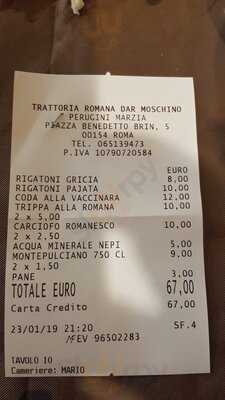 TRATTORIA ROMANA DAR MOSCHINO
PERUGINI MARZIA
PIAZZA BENEDETTO BRIN, 5
00154 ROMA
TEL. 065139473
P.IVA 10790720584
EURO
RIGATONI GRICIA 8,00
RIGATONI PAJATA 10,00
CODA ALLA VACCINARA 12,00
TRIPPA ALLA ROMANA 10,00
2 x 5,00
CARCIOFO ROMANESCO 10,00
2 x 2,50
ACQUA MINERALE NEPI 5,00
MONTEPULCIANO 750 CL 9,00
2 x 1,50
PANE 3,00
TOTALE EURO 67,00
Carta Credito 67,00
23/01/19 21:20 SF.4
FEV 96502283
TAVOLO 10
Cameriere: MARIO